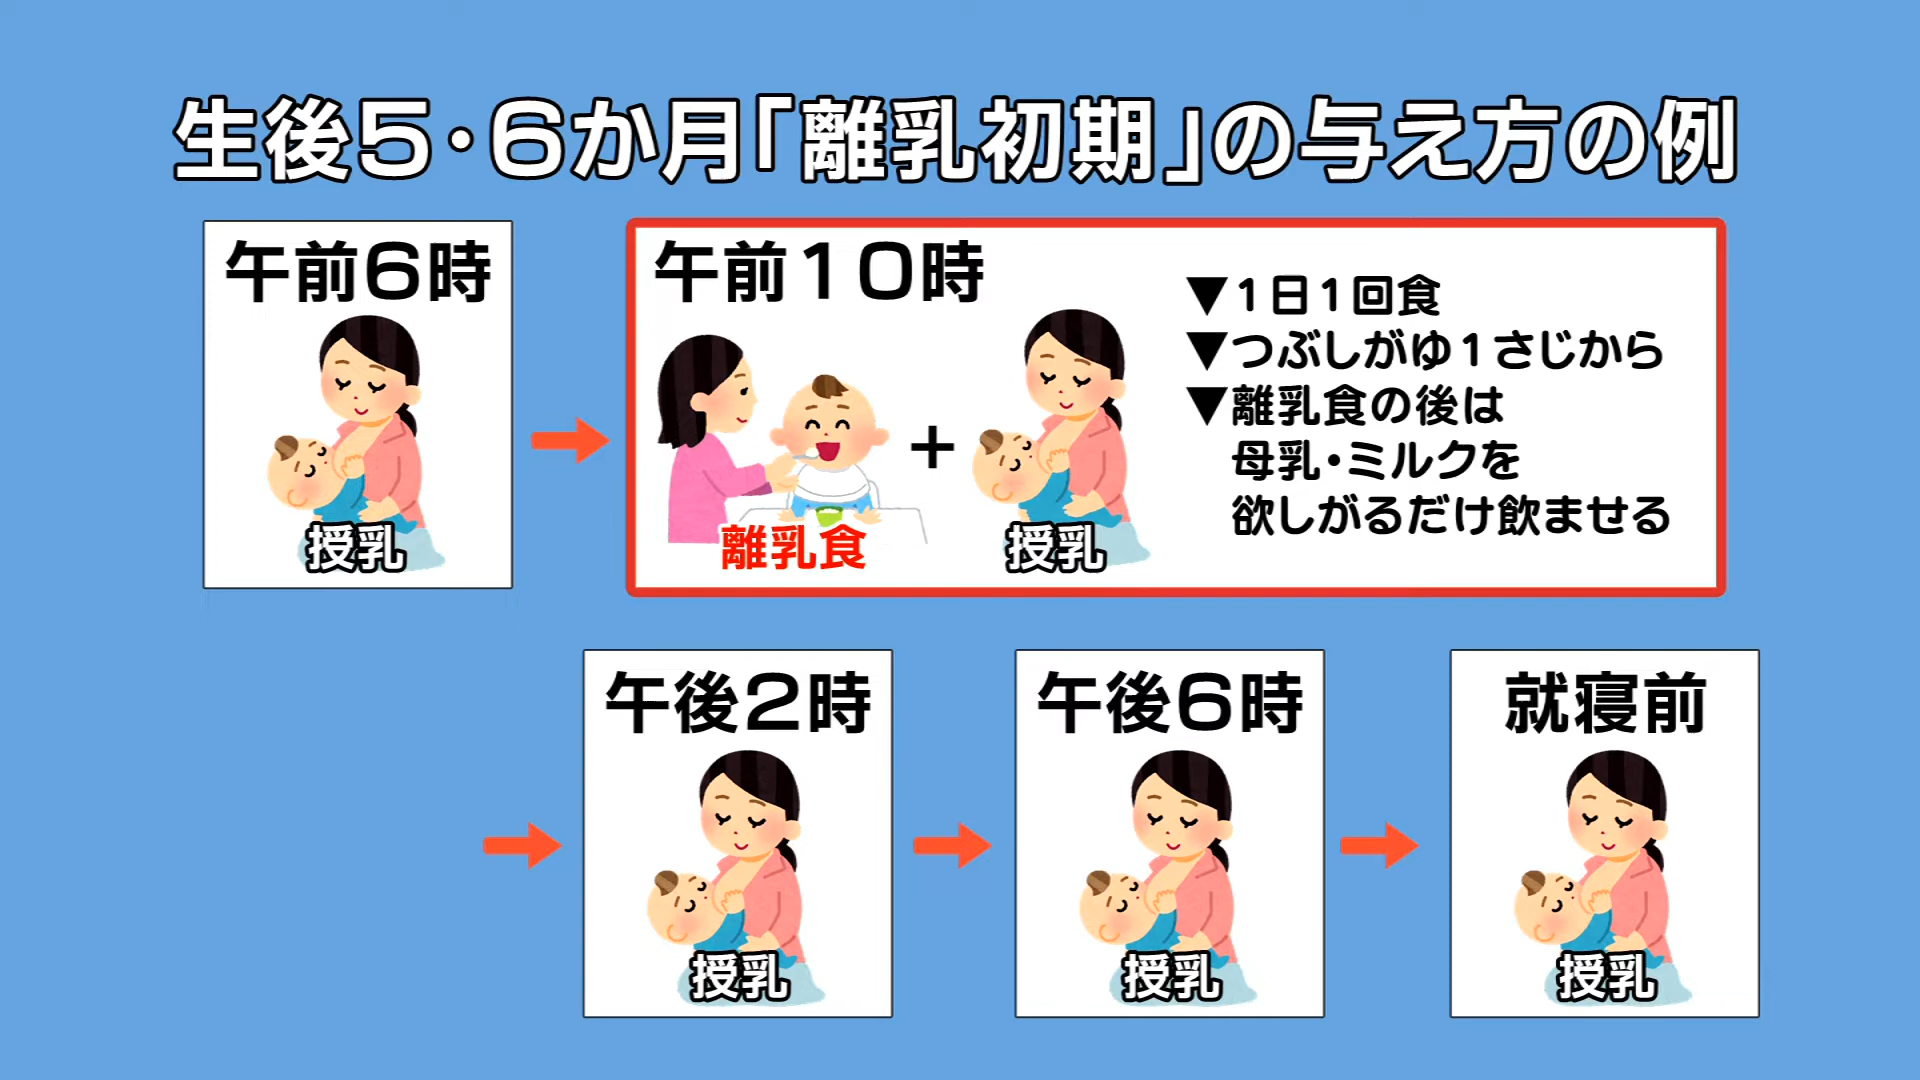 生後５・６か月「離乳初期」の与え方の例
午前６時
授乳
午前１０時
離乳食
＋
授乳
▼１日１回食
▼つぶしがゆ１さじから
▼離乳食の後は
母乳・ミルクを
欲しがるだけ飲ませる
午後２時
授乳
午後６時
授乳
就寝前
授乳